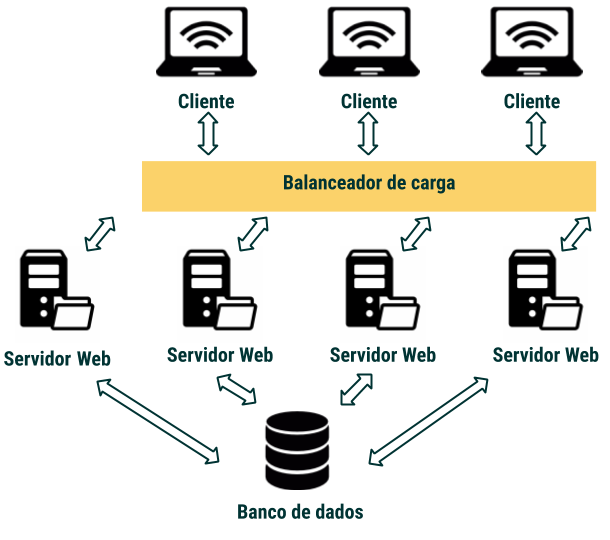 Cliente
Cliente
Cliente
Balanceador de carga
Servidor Web
Servidor Web
Servidor Web
Servidor Web
Banco de dados